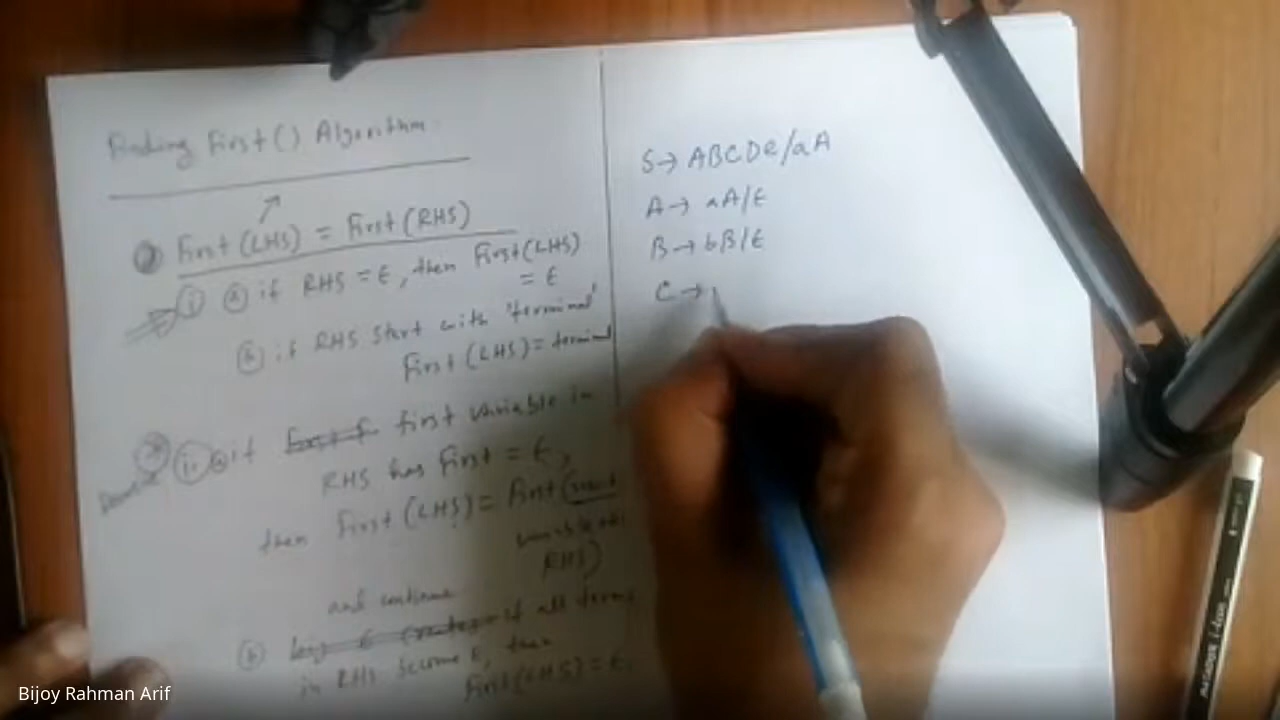 Finding First() Algorithm
First(LHS) = First(RHS)
i) a) if RHS = ε, then First(LHS)
= ε
b) if RHS start with 'terminal'
First(LHS) = terminal
a) if first variable in
RHS has First = ε,
then First(LHS) = First(
RHS)
and continue
b) if all terms
in RHS become ε, then
First(LHS) = ε.
S → ABCDe/aA
A → aA/ε
B → bB/ε
C →
Bijoy Rahman Arif